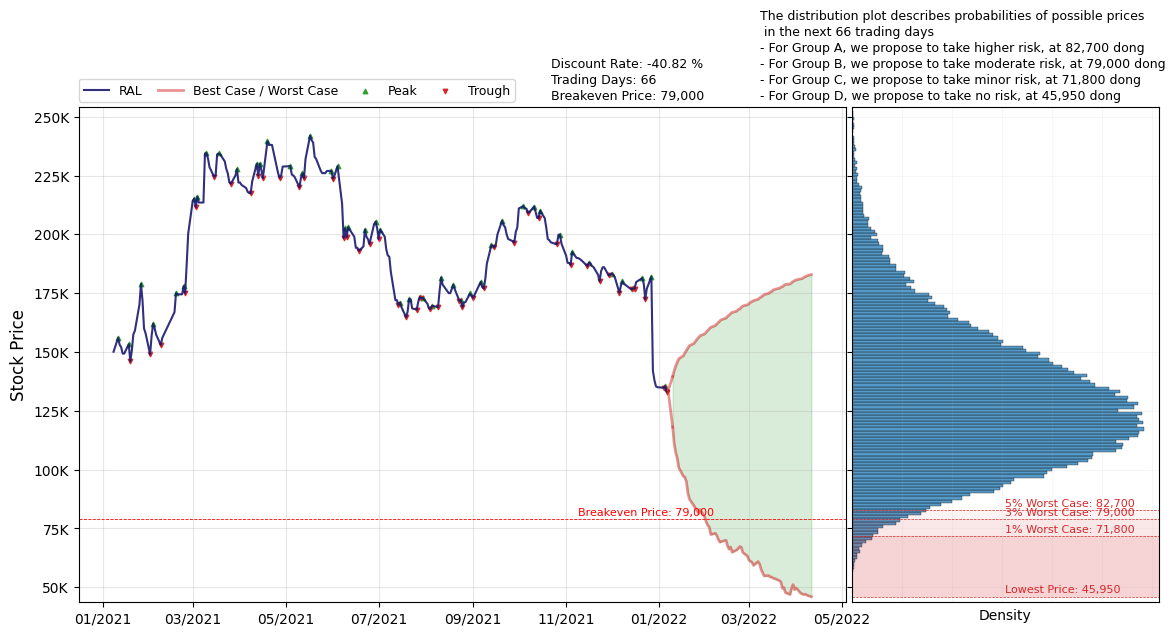 The distribution plot describes probabilities of possible prices
in the next 66 trading days
- For Group A, we propose to take higher risk, at 82,700 dong
- For Group B, we propose to take moderate risk, at 79,000 dong
- For Group C, we propose to take minor risk, at 71,800 dong
- For Group D, we propose to take no risk, at 45,950 dong
Discount Rate: -40.82 %
Trading Days: 66
Breakeven Price: 79,000
RAL
Best Case / Worst Case
Peak
Trough
Stock Price
250K
225K
200K
175K
150K
125K
100K
75K
50K
Breakeven Price: 79,000
01/2021
03/2021
05/2021
07/2021
09/2021
11/2021
01/2022
03/2022
05/2022
5% Worst Case: 82,700
3% Worst Case: 79,000
1% Worst Case: 71,800
Lowest Price: 45,950
Density